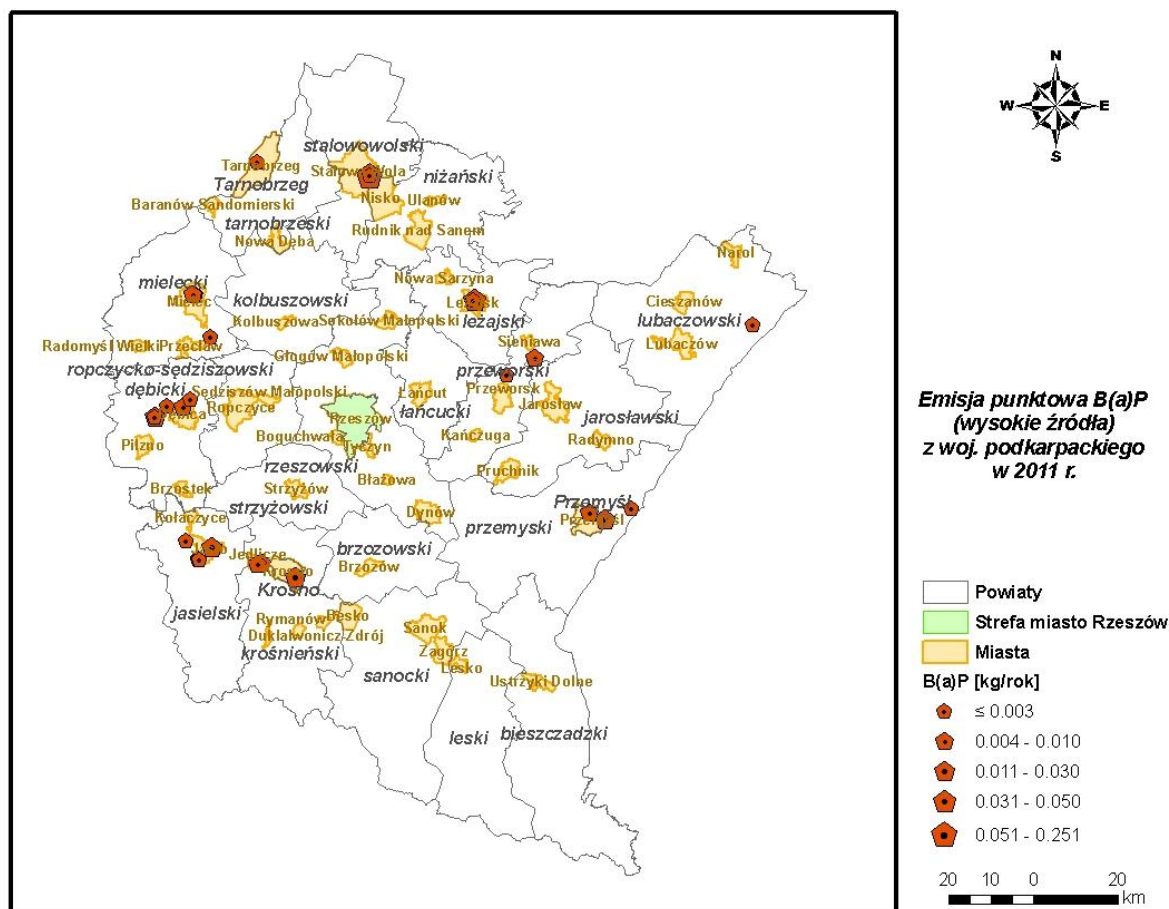 N
W E
S
stalowowolski
Tarnobrzeg
Stalowa Wola
Tarnobrzeg
niżański
Nisko
Ulanów
Baranów Sandomierski
tarnobrzeski
Rudnik nad Sanem
Nowa Dęba
Narol
mielecki
Nowa Sarzyna
Mielec
kolbuszowski
Leżajsk
Cieszanów
Kolbuszowa
Sokołów Małopolski
leżajski
lubaczowski
Radomyśl Wielki
Przecław
Sieniawa
Lubaczów
Głogów Małopolski
ropczycko-sędziszowski
przeworski
dębicki
Sędziszów Małopolski
Łańcut
Przeworsk
Ropczyce
łańcucki
Jarosław
Rzeszów
jarosławski
Pilzno
Boguchwała
Tyczyn
Kańczuga
Radymno
rzeszowski
Pruchnik
Brzostek
Strzyżów
Błażowa
strzyżowski
Przemyśl
Kołaczyce
Dynów
przemyski
Przemyśl
Jedlicze
brzozowski
Krosno
Brzozów
Krosno
jasielski
Rymanów
Besko
Dukla
Iwonicz Zdrój
Sanok
krośnieński
Zagórz
sanocki
Lesko
Ustrzyki Dolne
leski
bieszczadzki
Emisja punktowa B(a)P
(wysokie źródła)
z woj. podkarpackiego
w 2011 r.
Powiaty
Strefa miasto Rzeszów
Miasta
B(a)P [kg/rok]
≤ 0.003
0.004 - 0.010
0.011 - 0.030
0.031 - 0.050
0.051 - 0.251
20 10 0 20
km